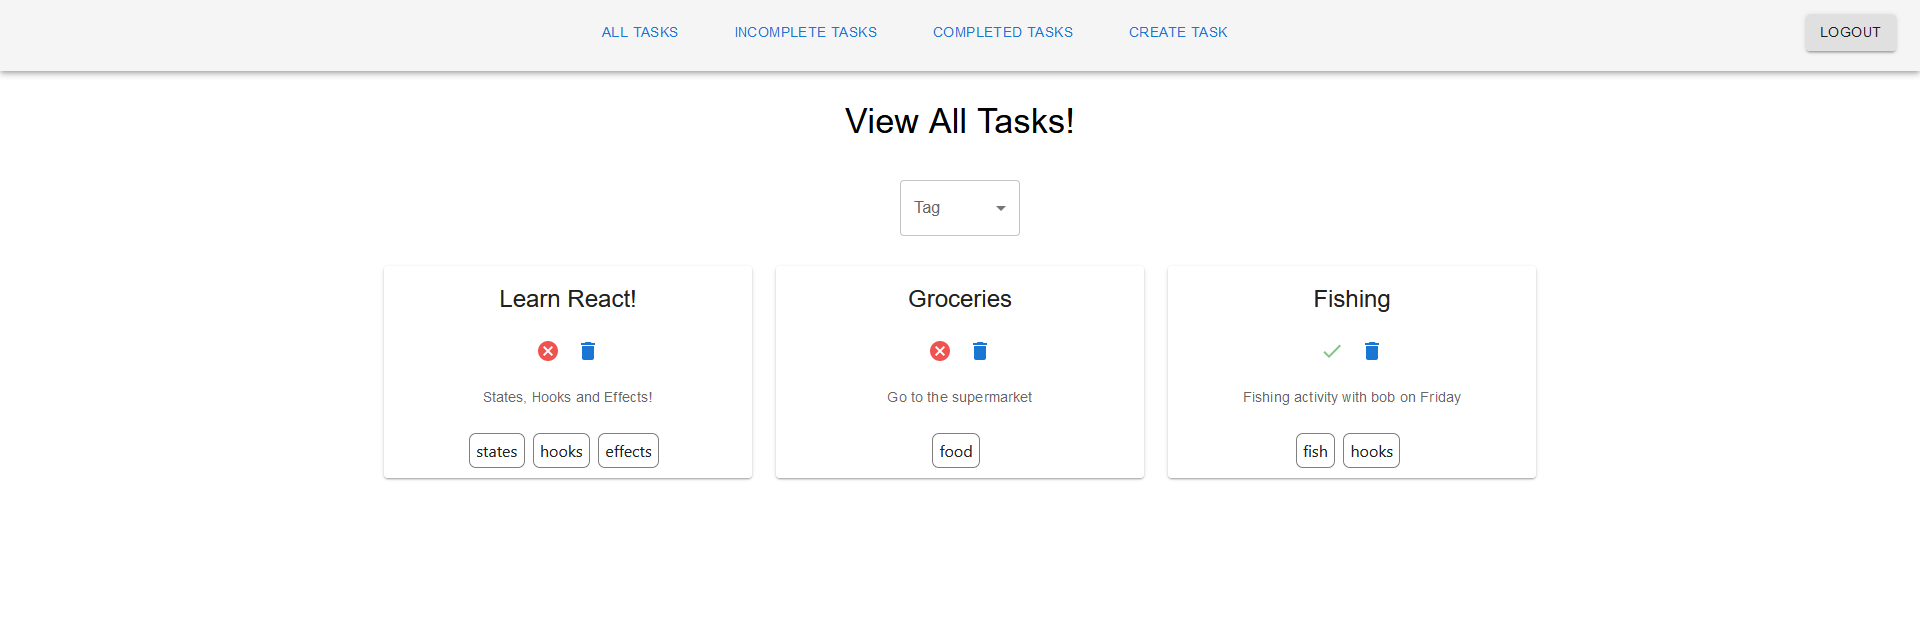 ALL TASKS INCOMPLETE TASKS COMPLETED TASKS CREATE TASK LOGOUT
View All Tasks!
Tag
Learn React!
States, Hooks and Effects!
states hooks effects
Groceries
Go to the supermarket
food
Fishing
Fishing activity with bob on Friday
fish hooks